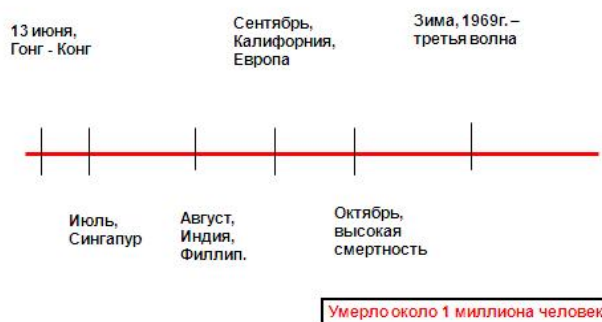 13 июня,
Гонг - Конг
Сентябрь,
Калифорния,
Европа
Зима, 1969г. –
третья волна
Июль,
Сингапур
Август,
Индия,
Филлип.
Октябрь,
высокая
смертность
Умерло около 1 миллиона человек